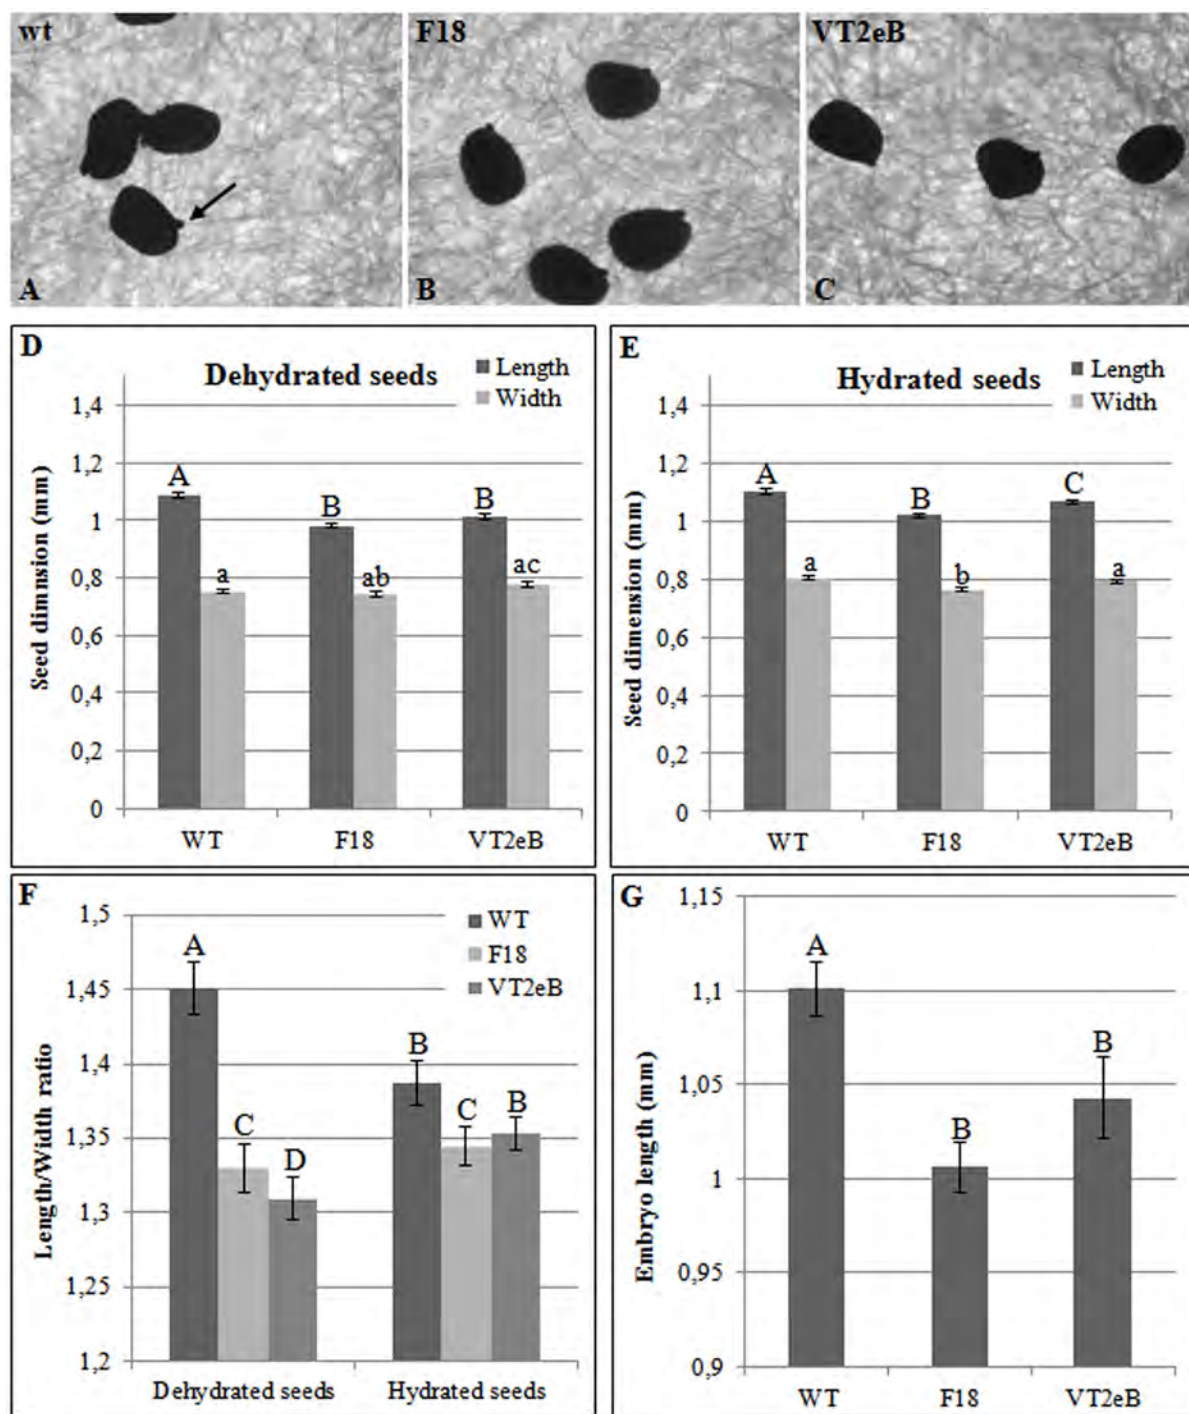 wt
F18
VT2eB
A
B
C
D
Dehydrated seeds
Length
Width
Seed dimnsion (mm)
1,4
1,2
1
0,8
0,6
0,4
0,2
0
A
a
B
ab
B
ac
WT
F18
VT2eB
E
Hydrated seeds
Length
Width
Seed dimension (mm)
1,4
1,2
1
0,8
0,6
0,4
0,2
0
A
a
B
b
C
a
WT
F18
VT2eB
F
WT
F18
VT2eB
Length/Width ratio
1,5
1,45
1,4
1,35
1,3
1,25
1,2
A
C
D
B
C
B
Dehydrated seeds
Hydrated seeds
G
Embryo length (mm)
1,15
1,1
1,05
1
0,95
0,9
A
B
B
WT
F18
VT2eB